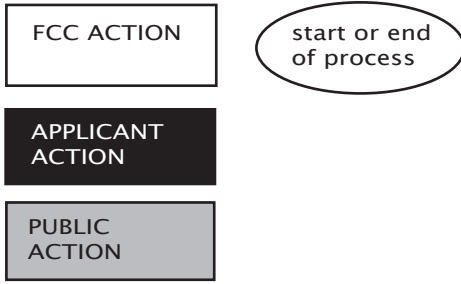 FCC ACTION
start or end
of process
APPLICANT
ACTION
PUBLIC
ACTION